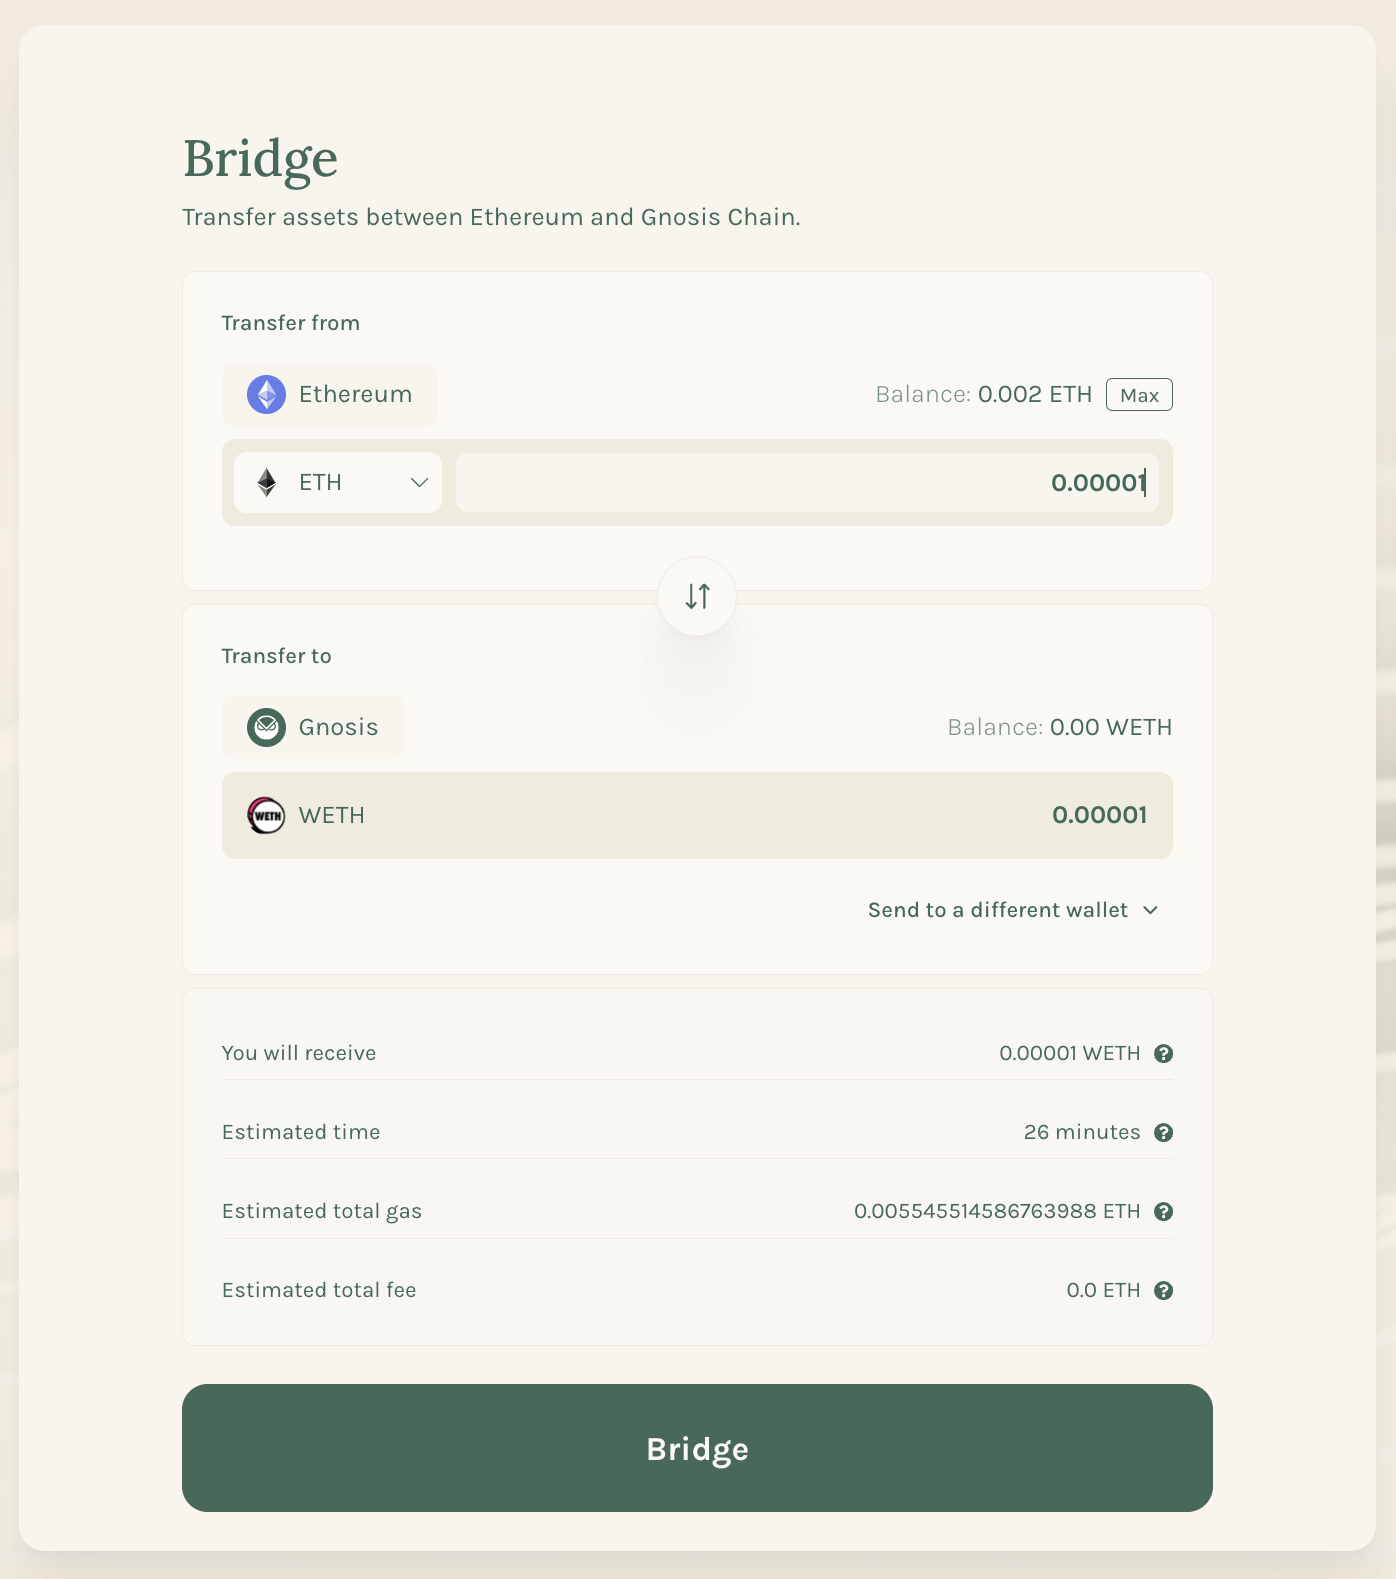 Bridge
Transfer assets between Ethereum and Gnosis Chain.
Transfer from
Ethereum
Balance: 0.002 ETH Max
ETH
0.00001
Transfer to
Gnosis
Balance: 0.00 WETH
WETH WETH
0.00001
Send to a different wallet
You will receive
0.00001 WETH ?
Estimated time
26 minutes ?
Estimated total gas
0.005545514586763988 ETH ?
Estimated total fee
0.0 ETH ?
Bridge